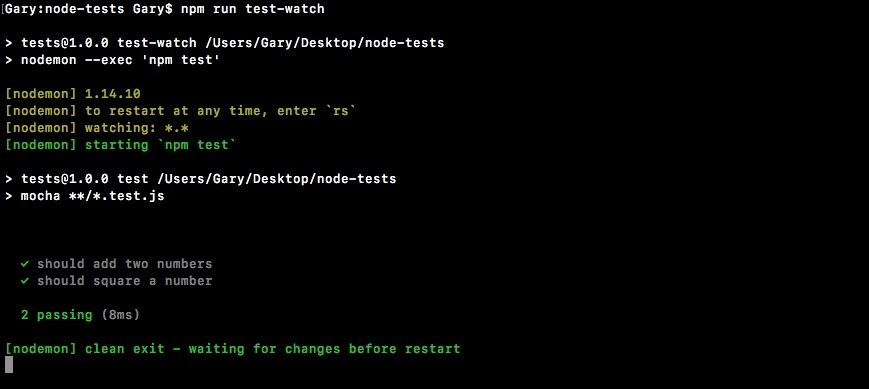 Gary:node-tests Gary$ npm run test-watch
> tests@1.0.0 test-watch /Users/Gary/Desktop/node-tests
> nodemon --exec 'npm test'
[nodemon] 1.14.10
[nodemon] to restart at any time, enter `rs`
[nodemon] watching: *.*
[nodemon] starting `npm test`
> tests@1.0.0 test /Users/Gary/Desktop/node-tests
> mocha **/*.test.js
✓ should add two numbers
✓ should square a number
2 passing (8ms)
[nodemon] clean exit - waiting for changes before restart